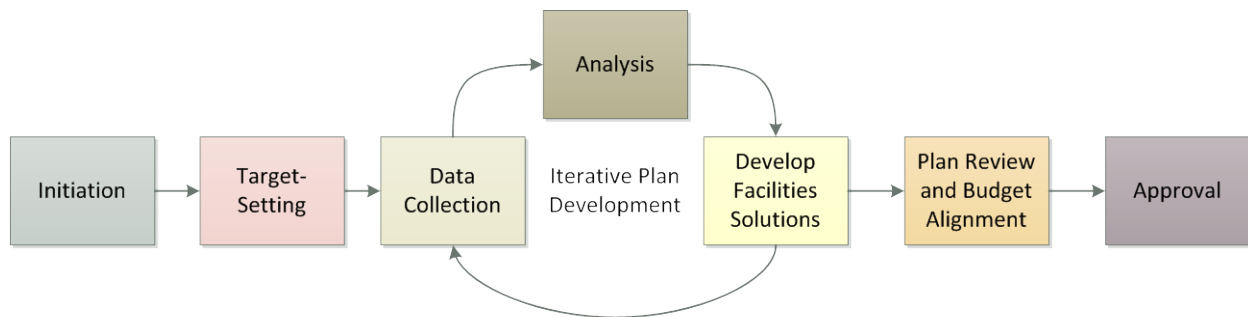 Analysis
Initiation
Target-
Setting
Data
Collection
Iterative Plan
Development
Develop
Facilities
Solutions
Plan Review
and Budget
Alignment
Approval